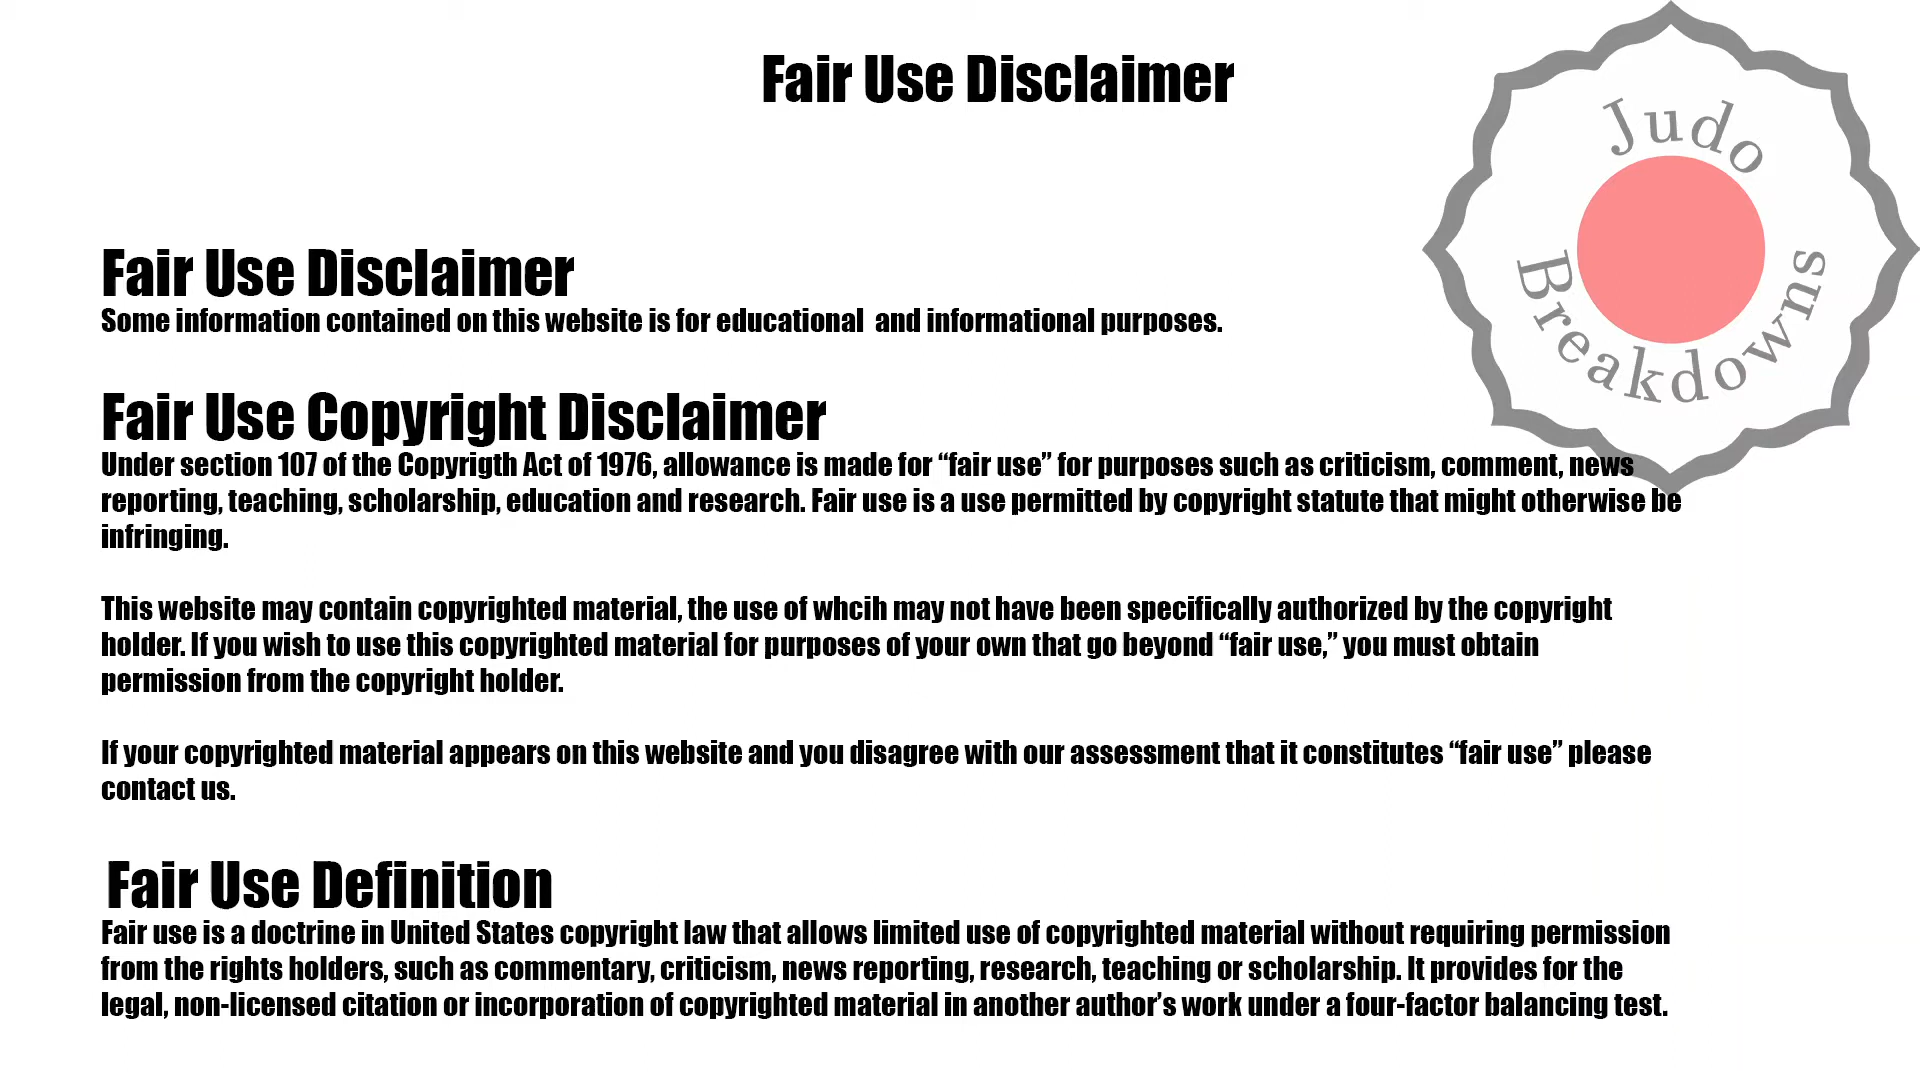 Fair Use Disclaimer
Judo
Breakdowns
Fair Use Disclaimer
Some information contained on this website is for educational  and informational purposes.
Fair Use Copyright Disclaimer
Under section 107 of the Copyrigth Act of 1976, allowance is made for “fair use” for purposes such as criticism, comment, news
reporting, teaching, scholarship, education and research. Fair use is a use permitted by copyright statute that might otherwise be
infringing.
This website may contain copyrighted material, the use of whcih may not have been specifically authorized by the copyright
holder. If you wish to use this copyrighted material for purposes of your own that go beyond “fair use,” you must obtain
permission from the copyright holder.
If your copyrighted material appears on this website and you disagree with our assessment that it constitutes “fair use” please
contact us.
Fair Use Definition
Fair use is a doctrine in United States copyright law that allows limited use of copyrighted material without requiring permission
from the rights holders, such as commentary, criticism, news reporting, research, teaching or scholarship. It provides for the
legal, non-licensed citation or incorporation of copyrighted material in another author’s work under a four-factor balancing test.